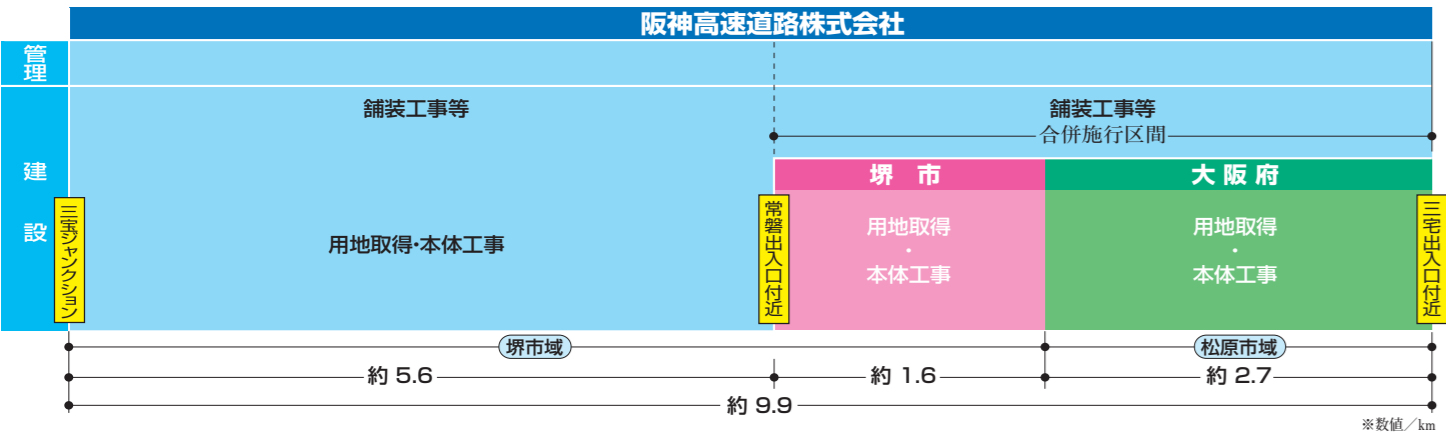 阪神高速道路株式会社
管理
建設
舗装工事等
舗装工事等
合併施行区間
堺市
大阪府
三宝ジャンクション
用地取得・本体工事
常磐出入口付近
用地取得
・
本体工事
用地取得
・
本体工事
三宅出入口付近
堺市域
松原市域
約 5.6
約 1.6
約 2.7
約 9.9
※数値／km